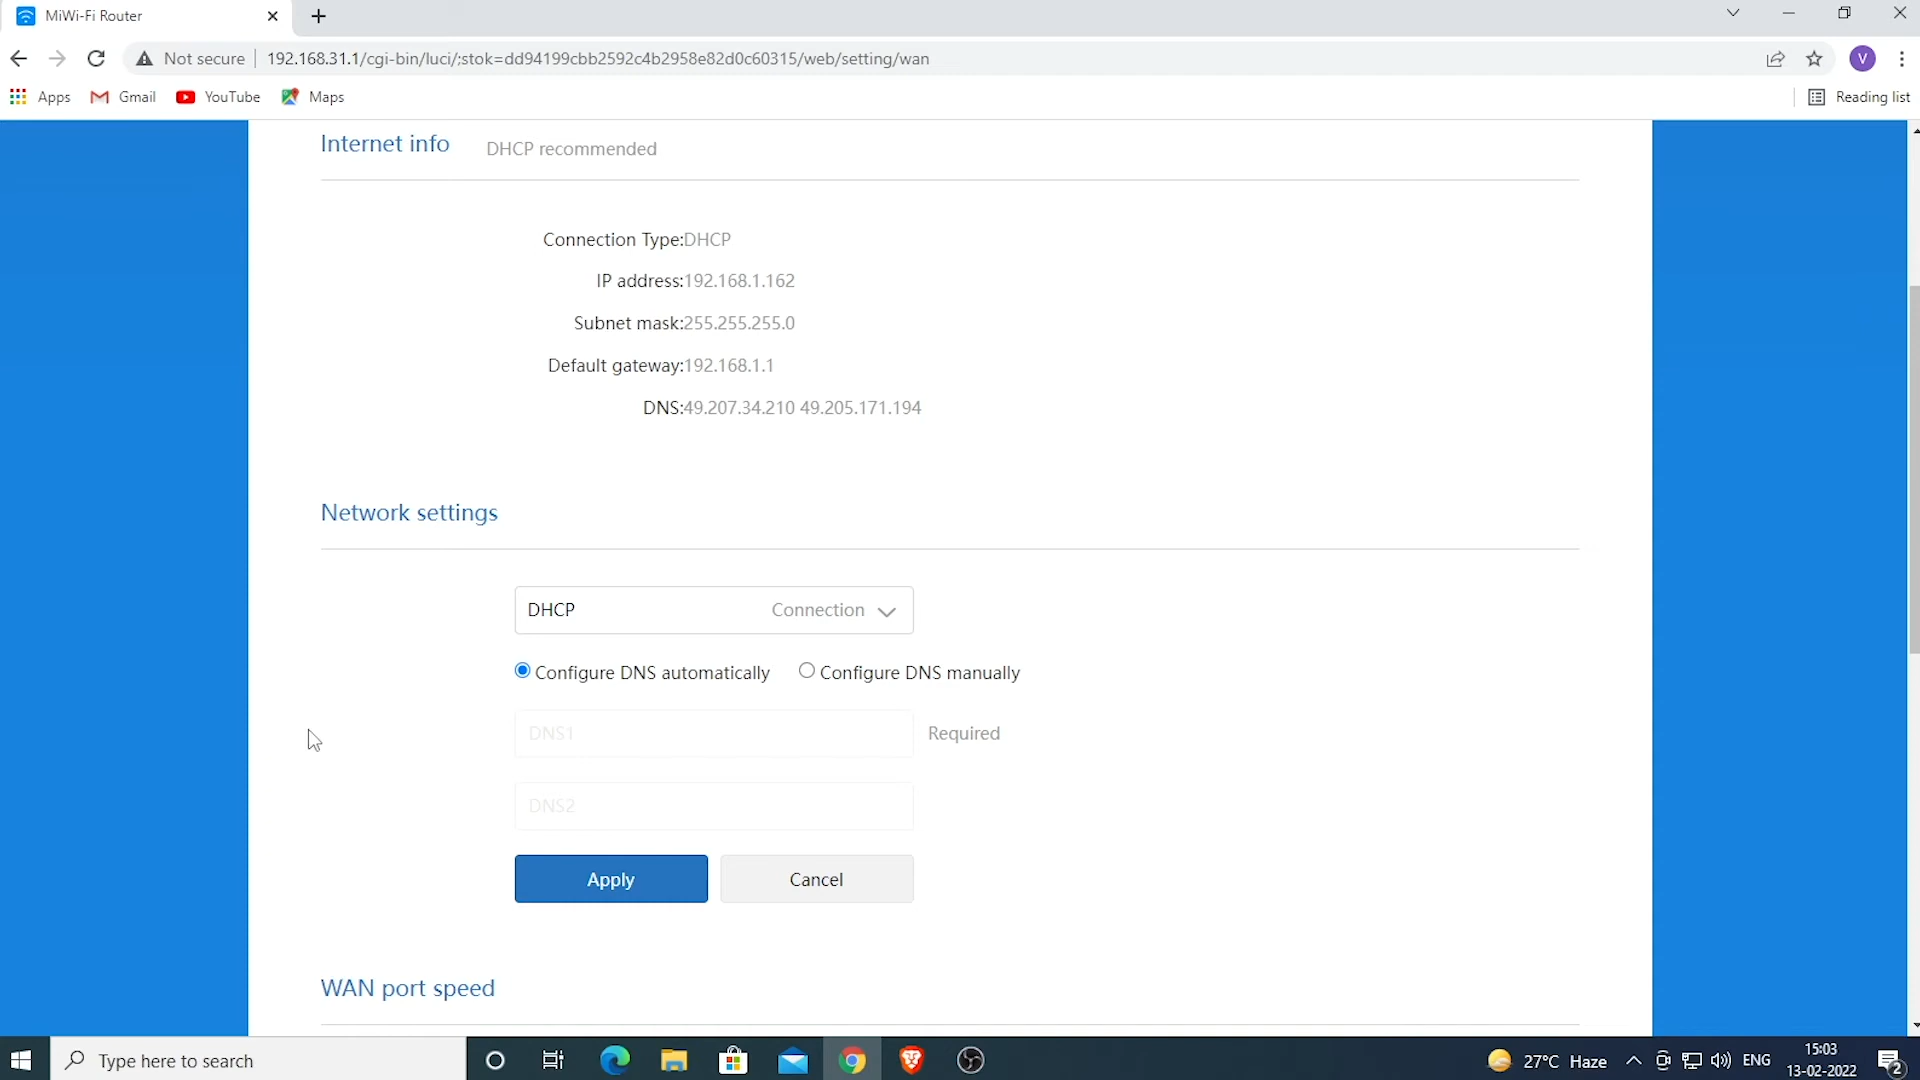 MiWi-Fi Router
Not secure 192.168.31.1/cgi-bin/luci/;stok=dd94199cbb2592c4b2958e82d0c60315/web/setting/wan
V
Apps Gmail YouTube Maps Reading list
Internet info DHCP recommended
Connection Type:DHCP
IP address:192.168.1.162
Subnet mask:255.255.255.0
Default gateway:192.168.1.1
DNS:49.207.34.210 49.205.171.194
Network settings
DHCP Connection
Configure DNS automatically Configure DNS manually
DNS1 Required
DNS2
Apply Cancel
WAN port speed
Type here to search
27°C Haze
ENG
15:03
13-02-2022
2